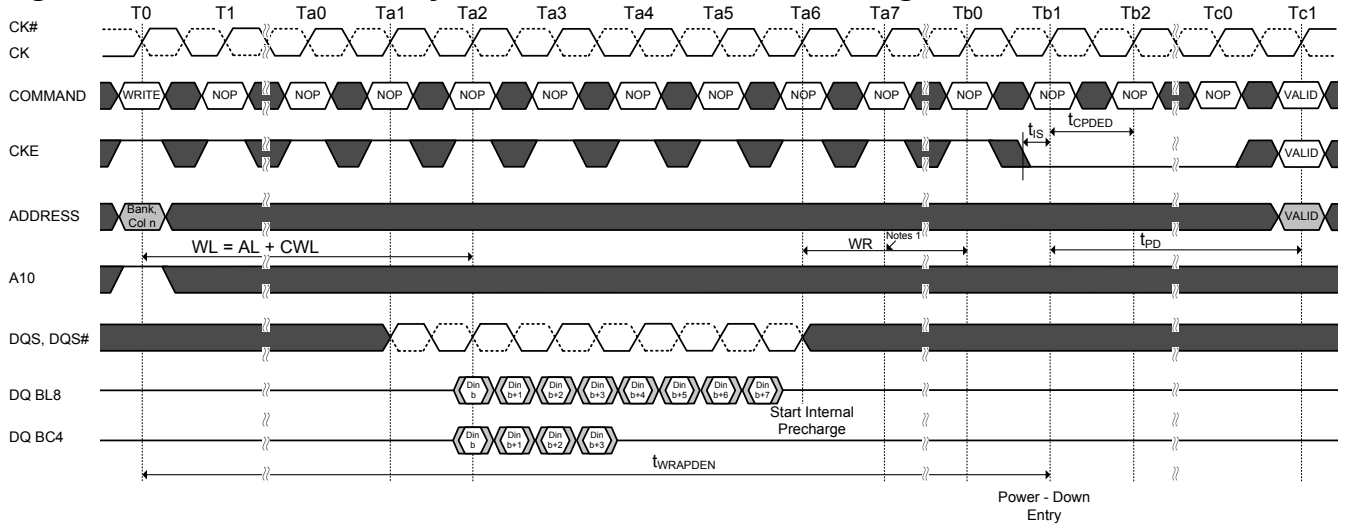 T0 T1 Ta0 Ta1 Ta2 Ta3 Ta4 Ta5 Ta6 Ta7 Tb0 Tb1 Tb2 Tc0 Tc1
CK#
CK
COMMAND WRITE NOP NOP NOP NOP NOP NOP NOP NOP NOP NOP NOP NOP NOP VALID
tIS tCPDED
CKE VALID
ADDRESS Bank, Col n VALID
WL = AL + CWL WR Notes 1 tPD
A10
DQS, DQS#
DQ BL8 Din b Din b+1 Din b+2 Din b+3 Din b+4 Din b+5 Din b+6 Din b+7
Start Internal
Precharge
DQ BC4 Din b Din b+1 Din b+2 Din b+3
tWRAPDEN
Power - Down
Entry